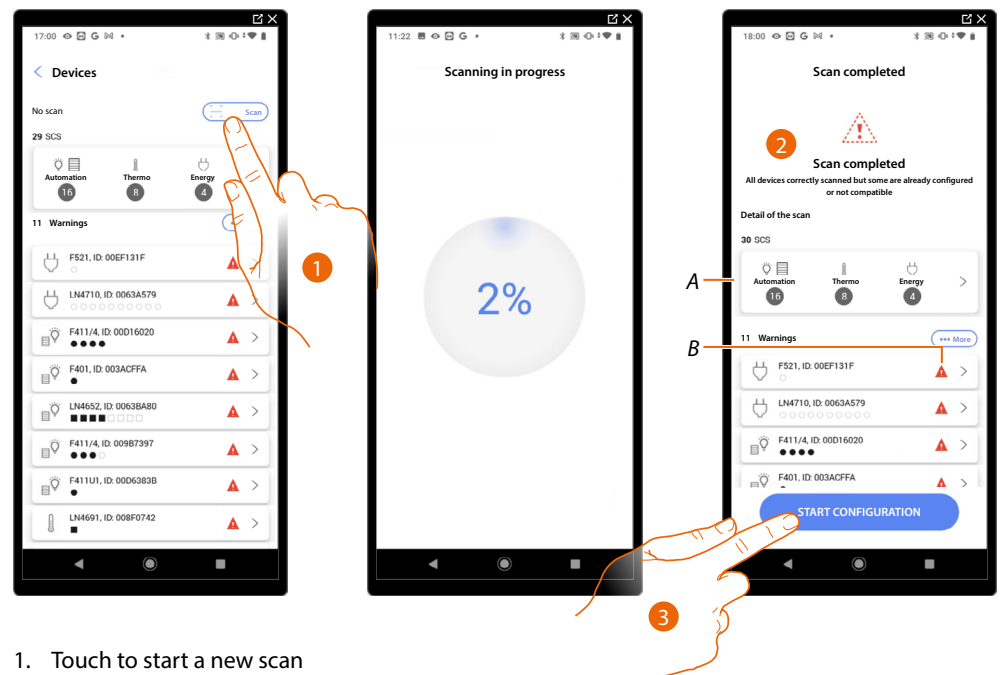 17:00 G
Devices
No scan
Scan
29 SCS
Automation Thermo Energy
16 8 4
11 Warnings
F521, ID: 00EF131F
LN4710, ID: 0063A579
F411/4, ID: 00D16020
F401, ID: 003ACFFA
LN4652, ID: 0063BA80
F411/4, ID: 009B7397
F411U1, ID: 00D6383B
LN4691, ID: 008F0742
1
11:22 G
Scanning in progress
2%
18:00 G
Scan completed
2
Scan completed
All devices correctly scanned but some are already configured
or not compatible
Detail of the scan
30 SCS
A
Automation Thermo Energy
16 8 4
B
11 Warnings
••• More
F521, ID: 00EF131F
LN4710, ID: 0063A579
F411/4, ID: 00D16020
F401, ID: 003ACFFA
START CONFIGURATION
3
1. Touch to start a new scan